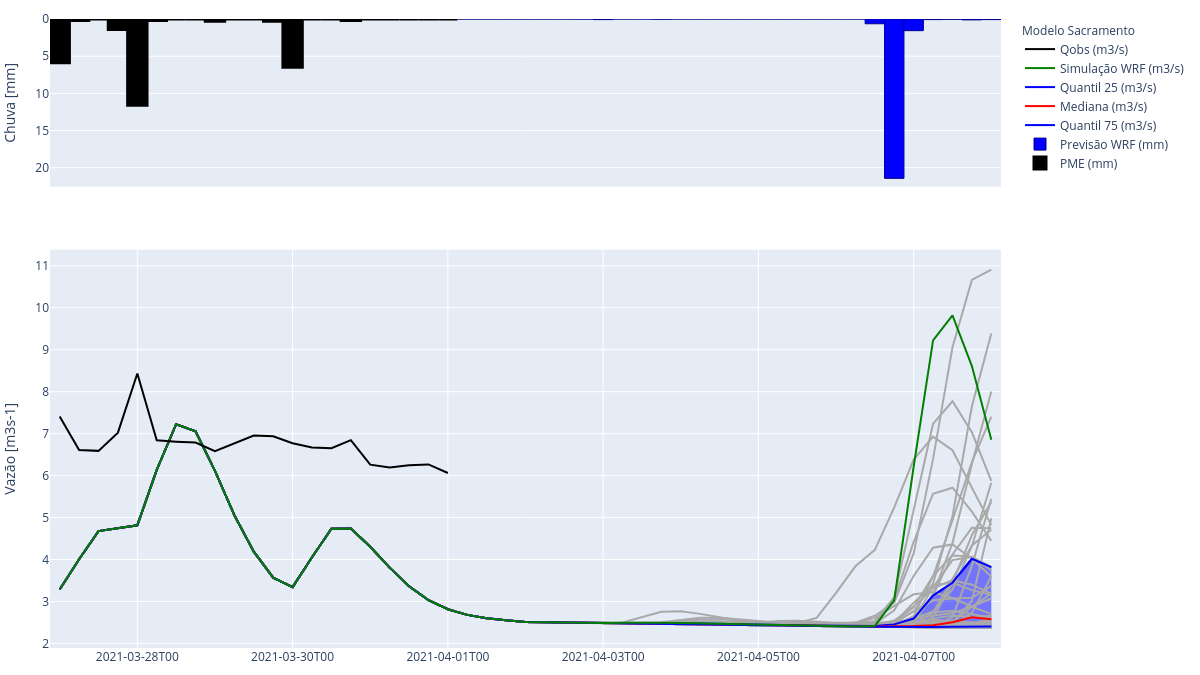 0
5
10
15
20
Chuva [mm]
Modelo Sacramento
Qobs (m3/s)
Simulação WRF (m3/s)
Quantil 25 (m3/s)
Mediana (m3/s)
Quantil 75 (m3/s)
Previsão WRF (mm)
PME (mm)
11
10
9
8
7
6
5
4
3
2
Vazão [m3s-1]
2021-03-28T00
2021-03-30T00
2021-04-01T00
2021-04-03T00
2021-04-05T00
2021-04-07T00